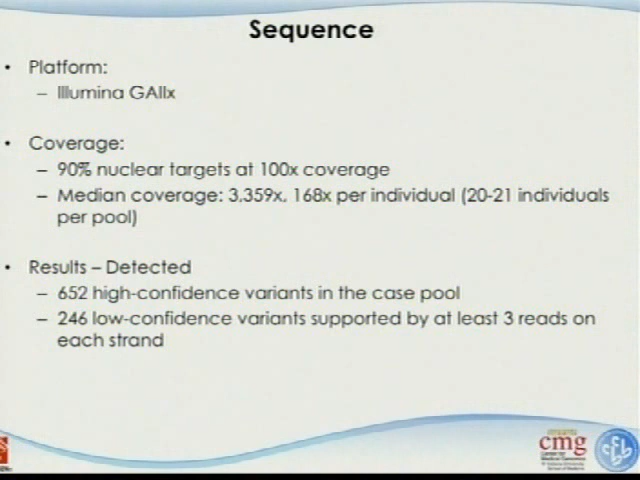 Sequence
• Platform:
– Illumina GAIIx
• Coverage:
– 90% nuclear targets at 100x coverage
– Median coverage: 3,359x, 168x per individual (20-21 individuals
per pool)
• Results – Detected
– 652 high-confidence variants in the case pool
– 246 low-confidence variants supported by at least 3 reads on
each strand
cmg